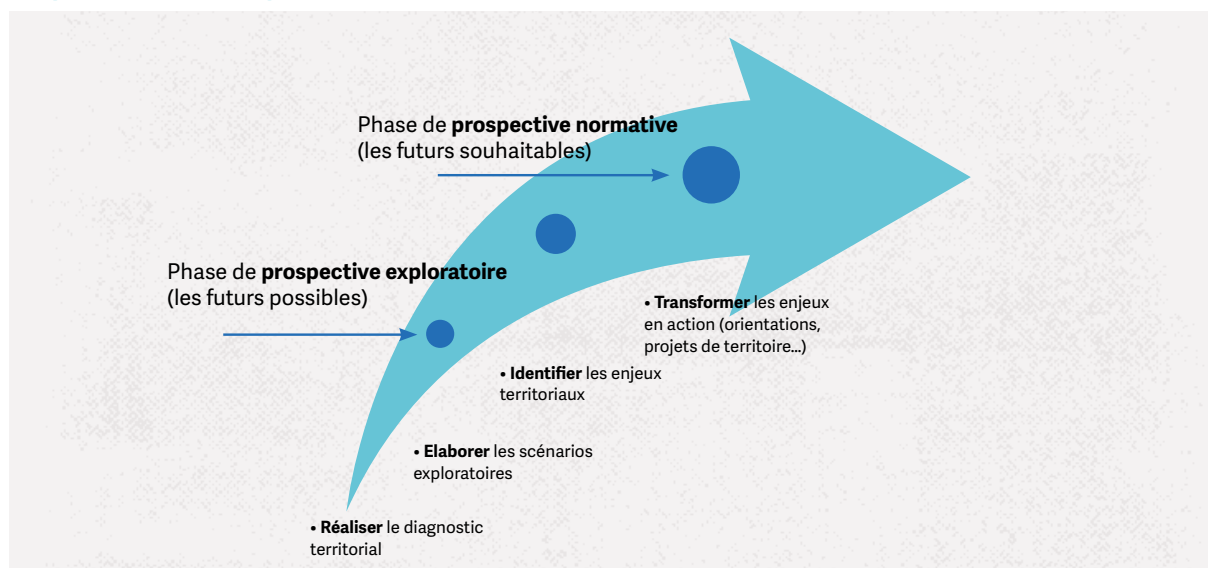 Phase de prospective normative
(les futurs souhaitables)
Phase de prospective exploratoire
(les futurs possibles)
• Transformer les enjeux
en action (orientations,
projets de territoire...)
• Identifier les enjeux
territoriaux
• Elaborer les scénarios
exploratoires
• Réaliser le diagnostic
territorial